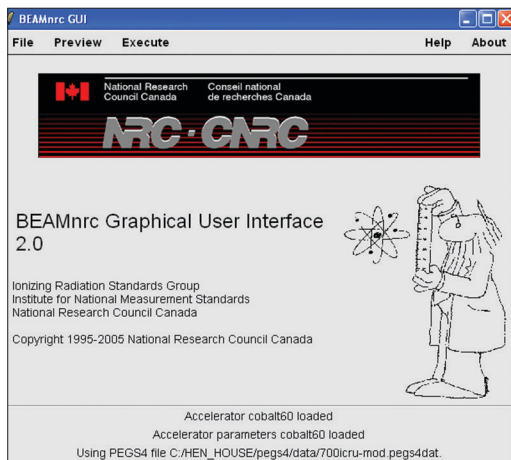 BEAMnrc GUI
File Preview Execute Help About
National Research
Council Canada
Conseil national
de recherches Canada
NRC·CNRC
BEAMnrc Graphical User Interface
2.0
Ionizing Radiation Standards Group
Institute for National Measurement Standards
National Research Council Canada
Copyright 1995-2005 National Research Council Canada
Accelerator cobalt60 loaded
Accelerator parameters cobalt60 loaded
Using PEGS4 file C:/HEN_HOUSE/pegs4/data/700icru-mod.pegs4dat.